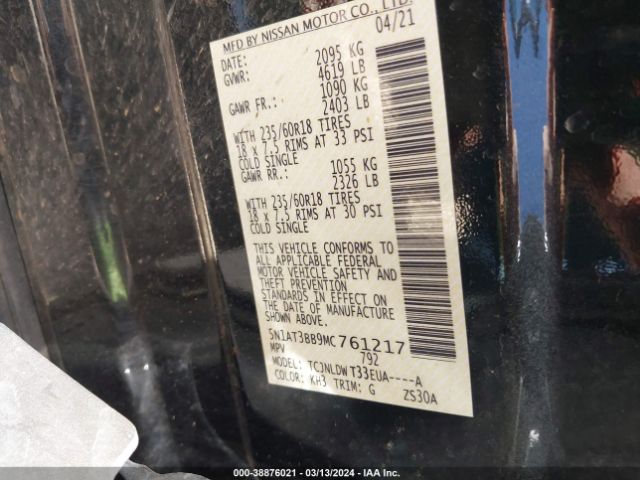 MFD BY NISSAN MOTOR CO., LTD.
DATE: 04/21
GVWR: 2095 KG
4619 LB
GAWR FR.: 1090 KG
2403 LB
WITH 235/60R18 TIRES
18 x 7.5 RIMS AT 33 PSI
COLD SINGLE
GAWR RR.: 1055 KG
2326 LB
WITH 235/60R18 TIRES
18 x 7.5 RIMS AT 30 PSI
COLD SINGLE
THIS VEHICLE CONFORMS TO
ALL APPLICABLE FEDERAL
MOTOR VEHICLE SAFETY AND
THEFT PREVENTION
STANDARDS IN EFFECT ON
THE DATE OF MANUFACTURE
SHOWN ABOVE.
5N1AT3BB9MC761217
MPV 792
MODEL: TCJNLDWT33EUA----A
COLOR: KH3 TRIM: G ZS30A
000-38876021 - 03/13/2024 - IAA Inc.